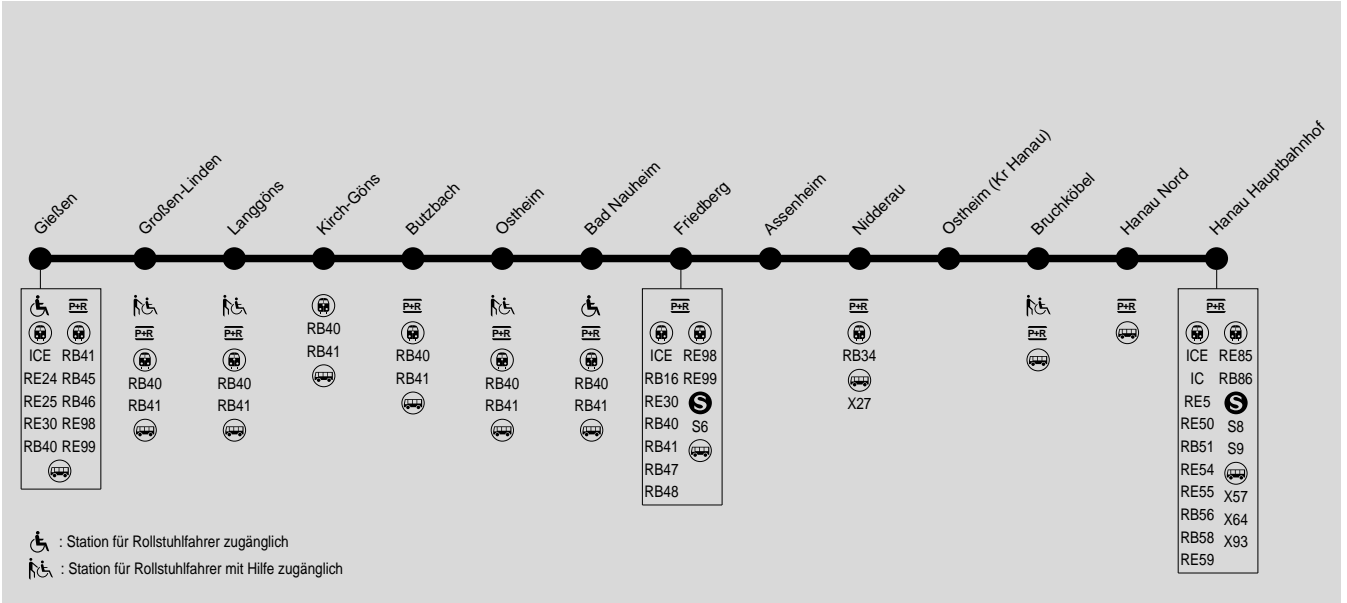 Gießen
Großen-Linden
Langgöns
Kirch-Göns
Butzbach
Ostheim
Bad Nauheim
Friedberg
Assenheim
Nidderau
Ostheim (Kr Hanau)
Bruchköbel
Hanau Nord
Hanau Hauptbahnhof
P+R
ICE RB41
RE24 RB45
RE25 RB46
RE30 RE98
RB40 RE99
P+R
RB40
RB41
P+R
RB40
RB41
RB40
RB41
P+R
RB40
RB41
P+R
RB40
RB41
P+R
RB40
RB41
P+R
ICE RE98
RB16 RE99
RE30 S
RB40 S6
RB41
RB47
RB48
P+R
RB34
X27
P+R
P+R
P+R
ICE RE85
IC RB86
RE5 S
RE50 S8
RB51 S9
RE54
RE55 X57
RB56 X64
RB58 X93
RE59
: Station für Rollstuhlfahrer zugänglich
: Station für Rollstuhlfahrer mit Hilfe zugänglich